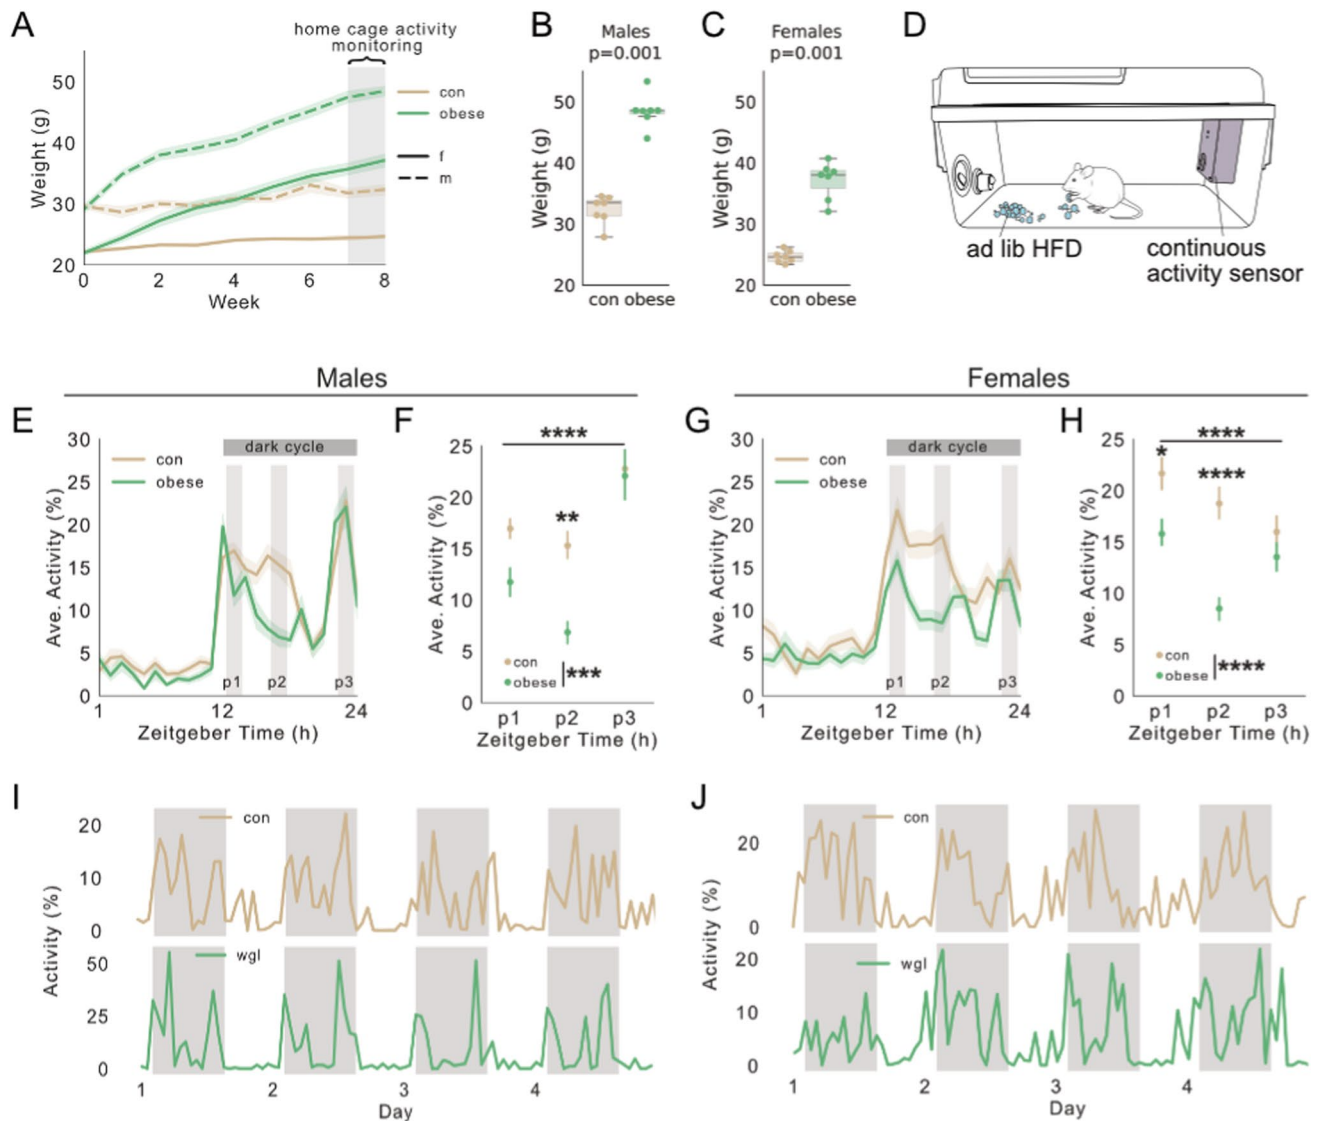 A
home cage activity
monitoring
Weight (g)
50
40
30
20
0
2
4
6
8
Week
con
obese
f
m
B
Males
p=0.001
Weight (g)
50
40
30
20
con obese
C
Females
p=0.001
Weight (g)
50
40
30
20
con obese
D
ad lib HFD
continuous
activity sensor
Males
E
Ave. Activity (%)
30
25
20
15
10
5
0
con
obese
dark cycle
p1
p2
p3
1
12
24
Zeitgeber Time (h)
F
Ave. Activity (%)
25
20
15
10
5
0
****
**
con
obese
***
p1
p2
p3
Zeitgeber Time (h)
Females
G
Ave. Activity (%)
30
25
20
15
10
5
0
con
obese
dark cycle
p1
p2
p3
1
12
24
Zeitgeber Time (h)
H
Ave. Activity (%)
25
20
15
10
5
0
****
*
****
con
obese
****
p1
p2
p3
Zeitgeber Time (h)
I
Activity (%)
20
10
0
con
50
25
0
wgl
1
2
3
4
Day
J
Activity (%)
20
0
con
20
10
0
wgl
1
2
3
4
Day